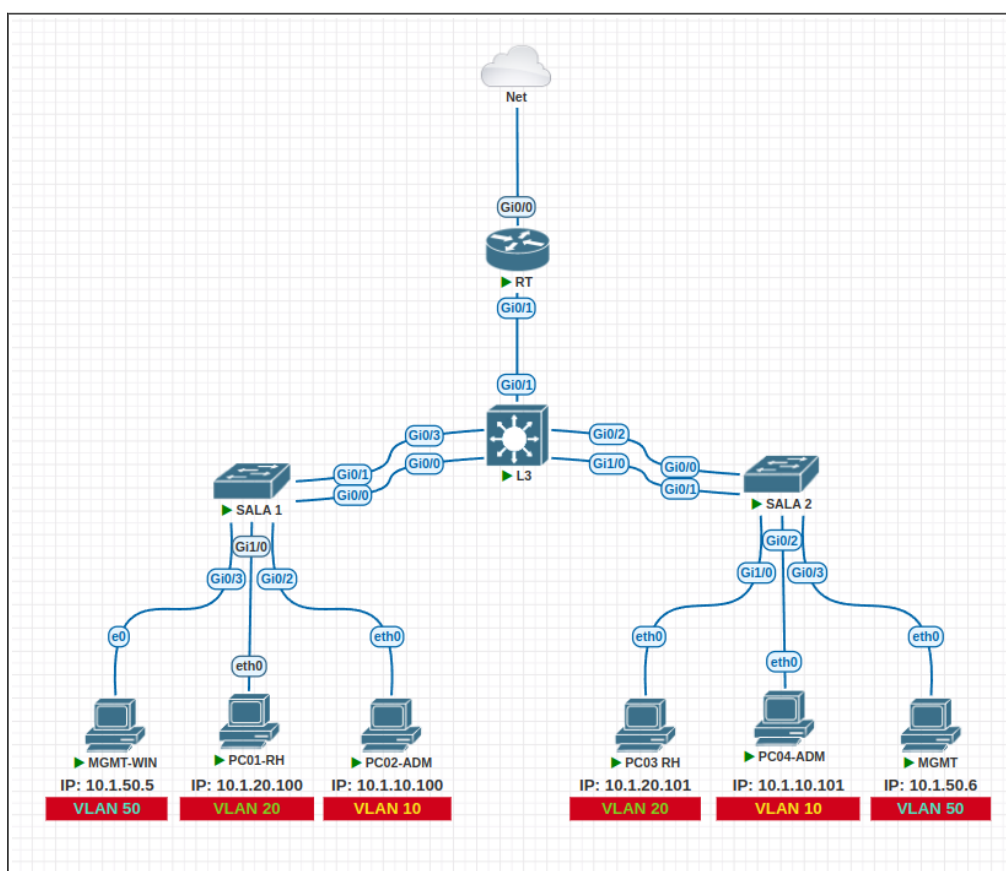 Net
Gi0/0
RT
Gi0/1
Gi0/1
Gi0/3
Gi0/2
Gi0/1
Gi0/0
Gi1/0
Gi0/0
Gi0/1
L3
SALA 1
SALA 2
Gi1/0
Gi0/2
Gi0/3
Gi0/2
Gi1/0
Gi0/3
e0
eth0
eth0
eth0
eth0
eth0
MGMT-WIN
PC01-RH
PC02-ADM
PC03 RH
PC04-ADM
MGMT
IP: 10.1.50.5
IP: 10.1.20.100
IP: 10.1.10.100
IP: 10.1.20.101
IP: 10.1.10.101
IP: 10.1.50.6
VLAN 50
VLAN 20
VLAN 10
VLAN 20
VLAN 10
VLAN 50